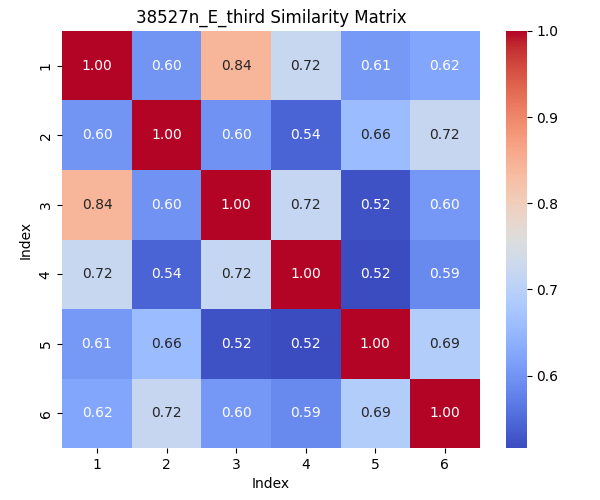 38527n_E_third Similarity Matrix
1 1.00 0.60 0.84 0.72 0.61 0.62
2 0.60 1.00 0.60 0.54 0.66 0.72
3 0.84 0.60 1.00 0.72 0.52 0.60
4 0.72 0.54 0.72 1.00 0.52 0.59
5 0.61 0.66 0.52 0.52 1.00 0.69
6 0.62 0.72 0.60 0.59 0.69 1.00
1 2 3 4 5 6
Index
Index
1.0
0.9
0.8
0.7
0.6